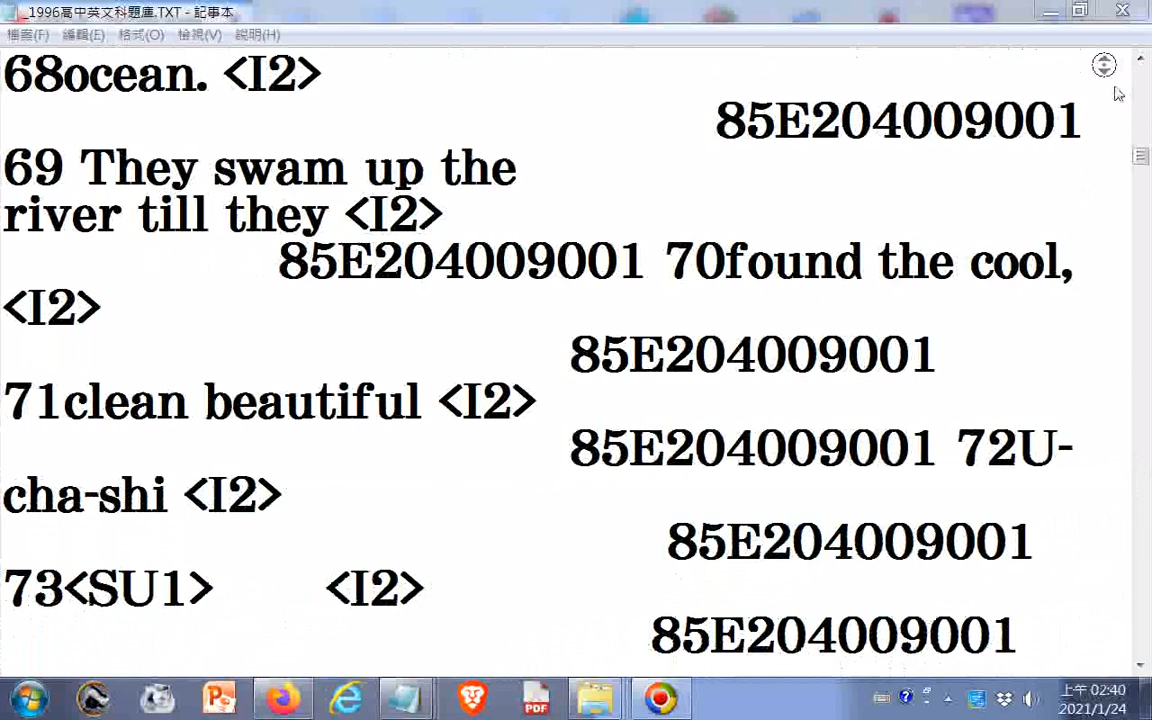 _1996高中英文科題庫.TXT - 記事本
檔案(F) 編輯(E) 格式(O) 檢視(V) 說明(H)
68ocean. <I2>
85E204009001
69 They swam up the
river till they <I2>
85E204009001 70found the cool,
<I2>
85E204009001
71clean beautiful <I2>
85E204009001 72U-
cha-shi <I2>
85E204009001
73<SU1> <I2>
85E204009001
PDF
上午 02:40
2021/1/24